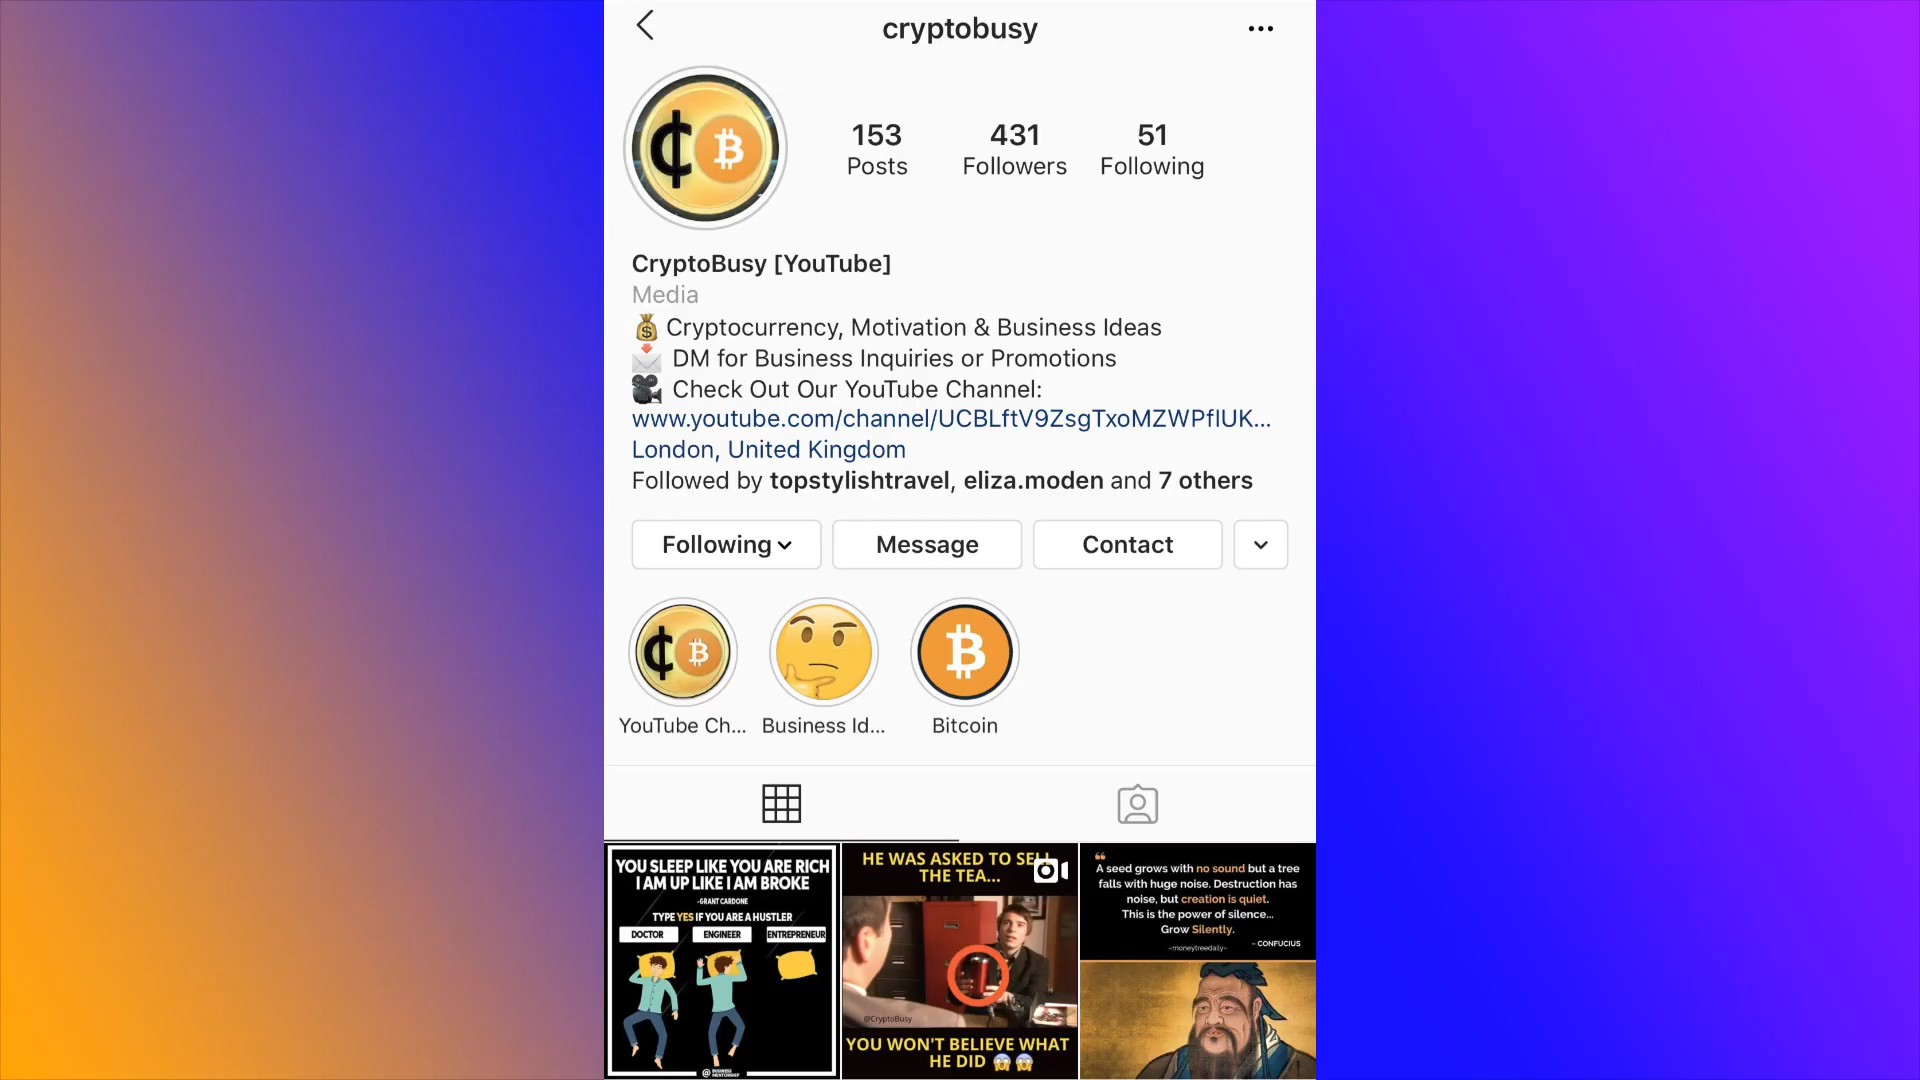 cryptobusy
153 431 51
Posts Followers Following
CryptoBusy [YouTube]
Media
Cryptocurrency, Motivation & Business Ideas
DM for Business Inquiries or Promotions
Check Out Our YouTube Channel:
www.youtube.com/channel/UCBLftV9ZsgTxoMZWPfIUK...
London, United Kingdom
Followed by topstylishtravel, eliza.moden and 7 others
Following Message Contact
YouTube Ch... Business Id... Bitcoin
YOU SLEEP LIKE YOU ARE RICH
I AM UP LIKE I AM BROKE
-GRANT CARDONE
TYPE YES IF YOU ARE A HUSTLER
DOCTOR ENGINEER ENTREPRENEUR
@ BUSINESS
MENTORSHIP
HE WAS ASKED TO SELL
THE TEA...
@CryptoBusy
YOU WON'T BELIEVE WHAT
HE DID
A seed grows with no sound but a tree
falls with huge noise. Destruction has
noise, but creation is quiet.
This is the power of silence...
Grow Silently.
~moneytreedaily~ - CONFUCIUS